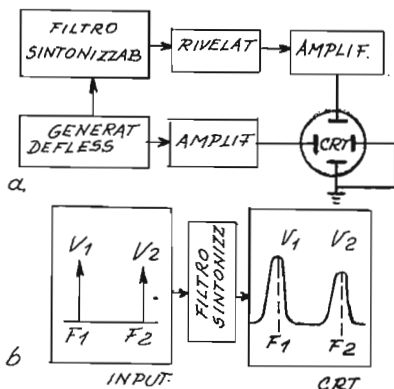 FILTRO
SINTONIZZAB
RIVELAT
AMPLIF.
GENERAT
DEFLESS
AMPLIF
CRT
a
V1
V2
F1
F2
INPUT.
FILTRO
SINTONIZZ
V1
V2
F1
F2
CRT
b